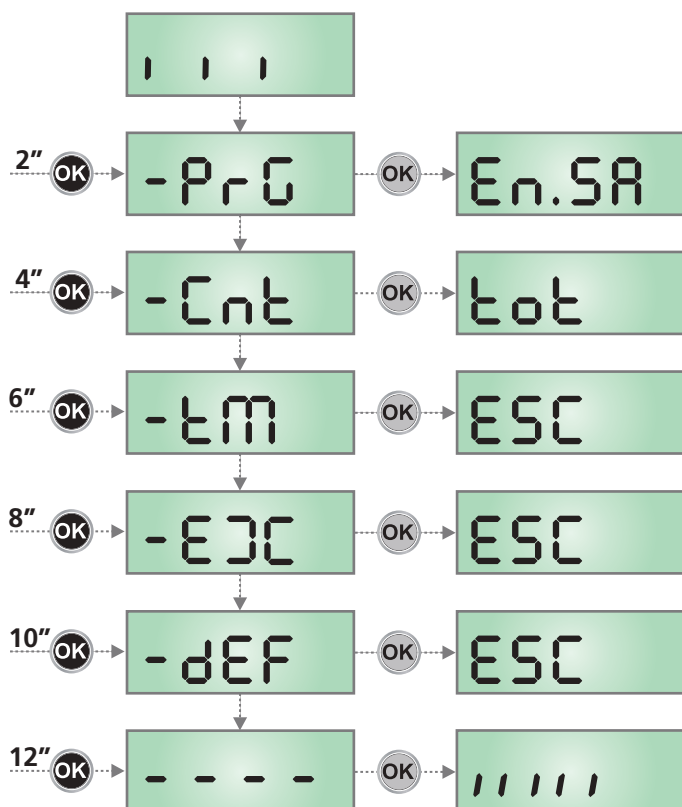 ı ı ı
2” OK -PrG OK En.SA
4” OK -Cnt OK tot
6” OK -tM OK ESC
8” OK -EJC OK ESC
10” OK -dEF OK ESC
12” OK - - - - OK ı ı ı ı ı